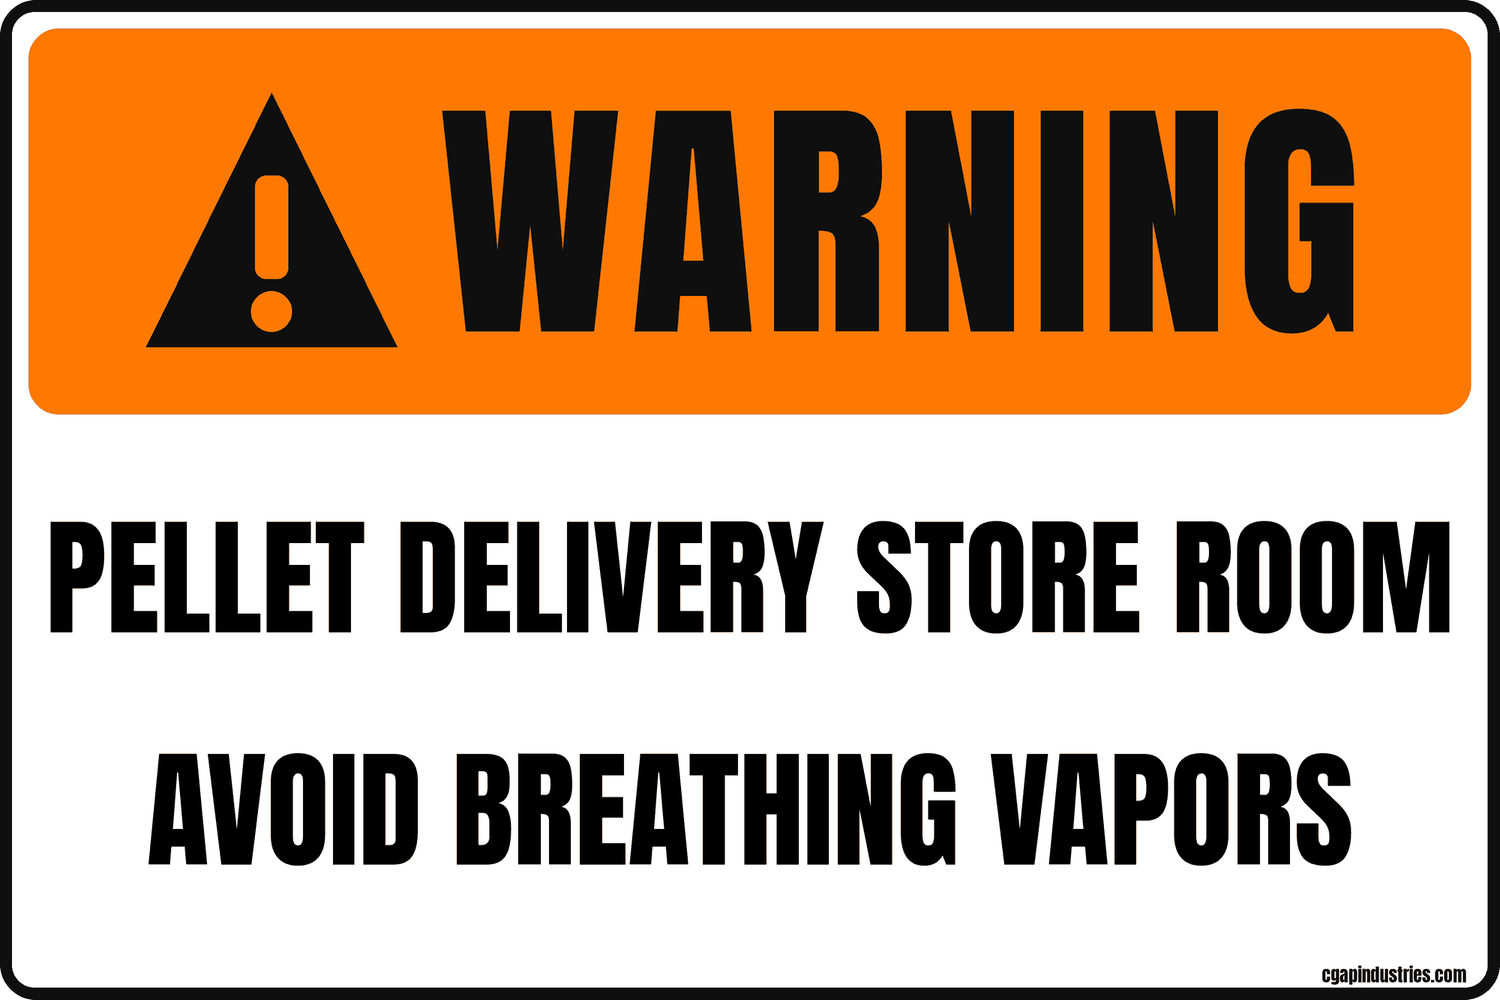 WARNING
PELLET DELIVERY STORE ROOM
AVOID BREATHING VAPORS
cgapindustries.com